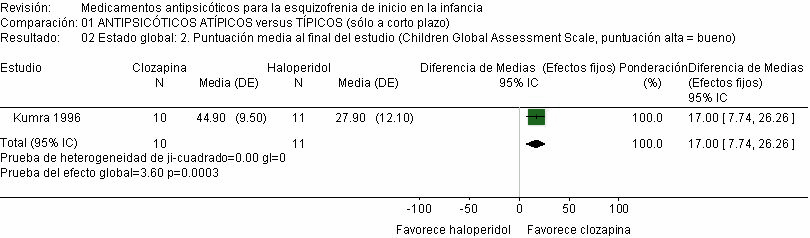 Revisión: Medicamentos antipsicóticos para la esquizofrenia de inicio en la infancia
Comparación: 01 ANTIPSICÓTICOS ATÍPICOS versus TÍPICOS (sólo a corto plazo)
Resultado: 02 Estado global: 2. Puntuación media al final del estudio (Children Global Assessment Scale, puntuación alta = bueno)
Estudio Clozapina Haloperidol Diferencia de Medias (Efectos fijos) Ponderación Diferencia de Medias
N Media (DE) N Media (DE) 95% IC (%) (Efectos fijos)
95% IC
Kumra 1996 10 44.90 (9.50) 11 27.90 (12.10) 100.0 17.00 [7.74, 26.26]
Total (95% IC) 10 11 100.0 17.00 [7.74, 26.26]
Prueba de heterogeneidad de ji-cuadrado=0.00 gl=0
Prueba del efecto global=3.60 p=0.0003
-100 -50 0 50 100
Favorece haloperidol Favorece clozapina